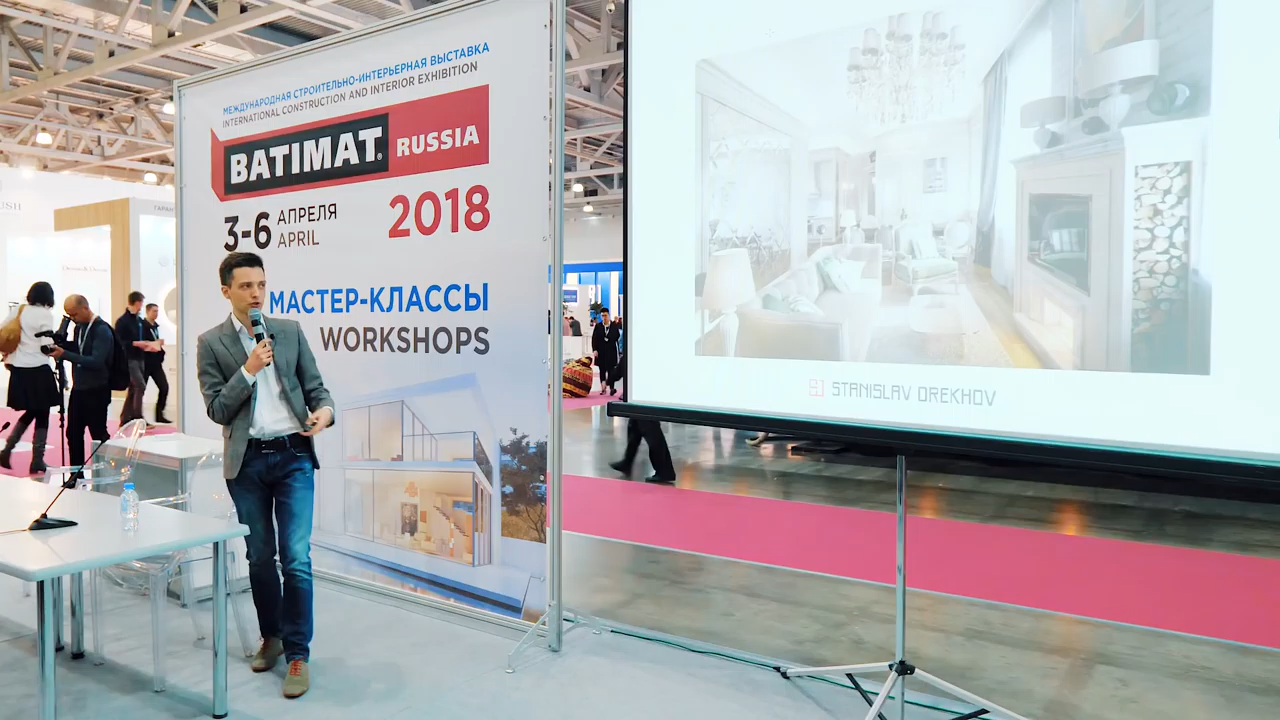 МЕЖДУНАРОДНАЯ СТРОИТЕЛЬНО-ИНТЕРЬЕРНАЯ ВЫСТАВКА
INTERNATIONAL CONSTRUCTION AND INTERIOR EXHIBITION
BATIMAT® RUSSIA
3-6 АПРЕЛЯ
APRIL
2018
МАСТЕР-КЛАССЫ
WORKSHOPS
STANISLAV OREKHOV